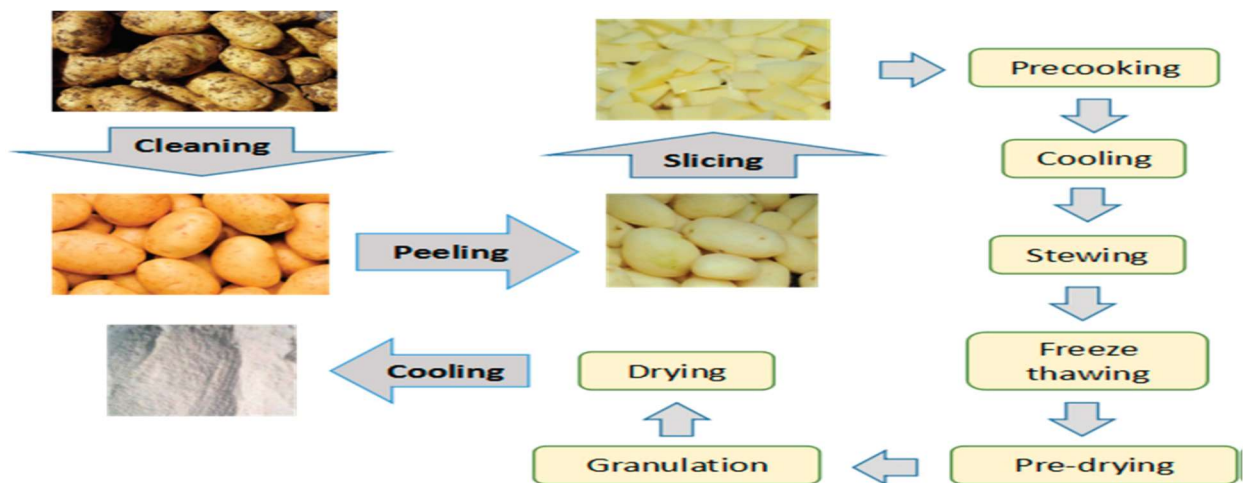 Cleaning
Peeling
Slicing
Precooking
Cooling
Stewing
Freeze
thawing
Pre-drying
Granulation
Drying
Cooling